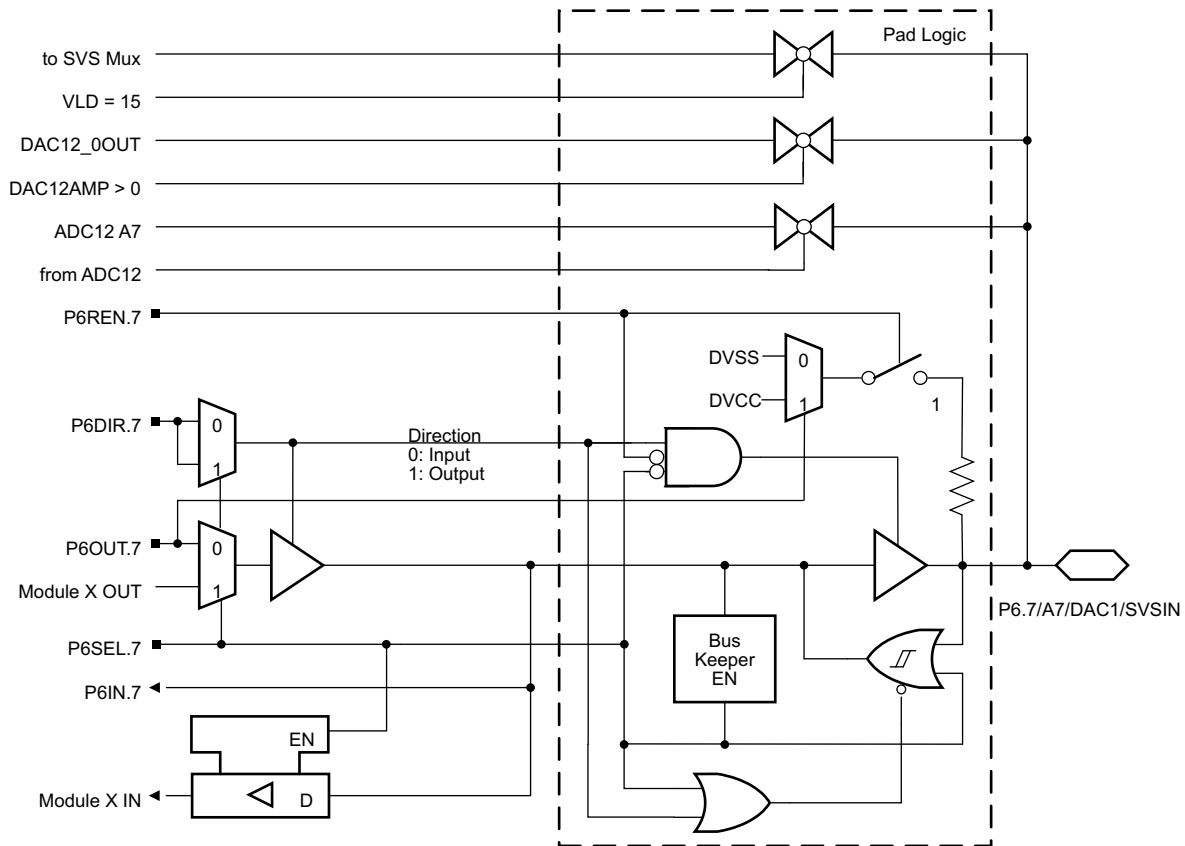 Pad Logic
to SVS Mux
VLD = 15
DAC12_0OUT
DAC12AMP > 0
ADC12 A7
from ADC12
P6REN.7
DVSS
0
DVCC
1
1
P6DIR.7
0
1
Direction
0: Input
1: Output
P6OUT.7
0
Module X OUT
1
P6.7/A7/DAC1/SVSIN
P6SEL.7
Bus
Keeper
EN
P6IN.7
EN
Module X IN
D